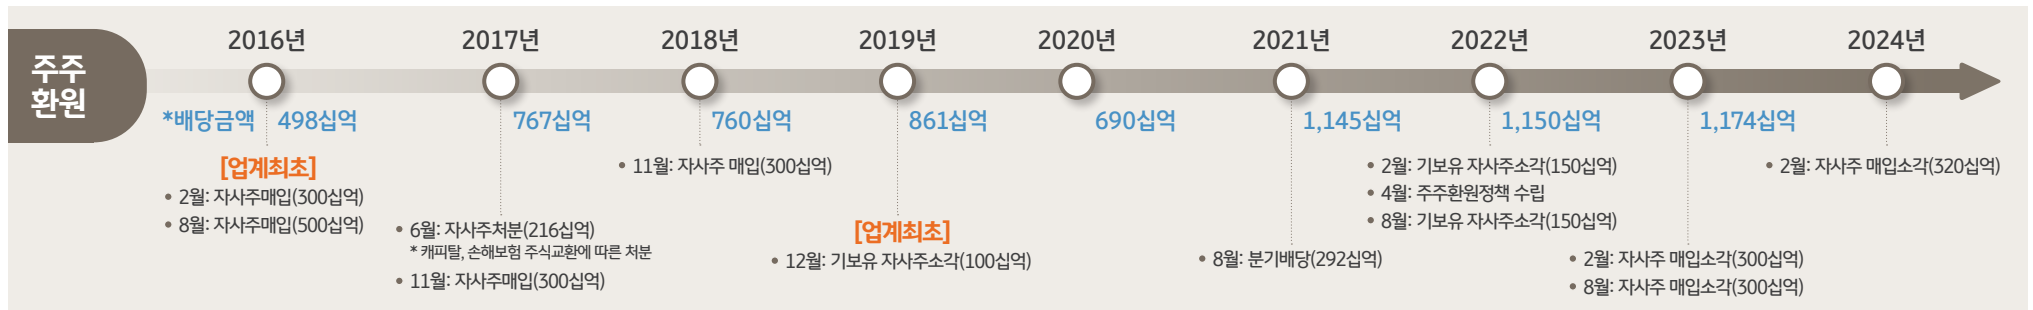 주주
환원
2016년
*배당금액 498십억
[업계최초]
• 2월: 자사주매입(300십억)
• 8월: 자사주매입(500십억)
2017년
767십억
• 6월: 자사주처분(216십억)
* 캐피탈, 손해보험 주식교환에 따른 처분
• 11월: 자사주매입(300십억)
2018년
760십억
• 11월: 자사주 매입(300십억)
2019년
861십억
[업계최초]
• 12월: 기보유 자사주소각(100십억)
2020년
690십억
2021년
1,145십억
• 8월: 분기배당(292십억)
2022년
1,150십억
• 2월: 기보유 자사주소각(150십억)
• 4월: 주주환원정책 수립
• 8월: 기보유 자사주소각(150십억)
2023년
1,174십억
• 2월: 자사주 매입소각(300십억)
• 8월: 자사주 매입소각(300십억)
2024년
• 2월: 자사주 매입소각(320십억)